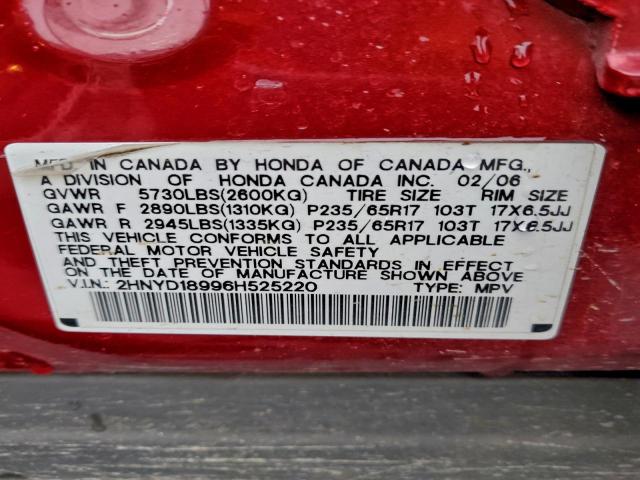 MFD. IN CANADA BY HONDA OF CANADA MFG.,
A DIVISION OF HONDA CANADA INC. 02/06
GVWR 5730LBS(2600KG) TIRE SIZE RIM SIZE
GAWR F 2890LBS(1310KG) P235/65R17 103T 17X6.5JJ
GAWR R 2945LBS(1335KG) P235/65R17 103T 17X6.5JJ
THIS VEHICLE CONFORMS TO ALL APPLICABLE
FEDERAL MOTOR VEHICLE SAFETY
AND THEFT PREVENTION STANDARDS IN EFFECT
ON THE DATE OF MANUFACTURE SHOWN ABOVE
V.I.N.: 2HNYD18996H525220 TYPE: MPV